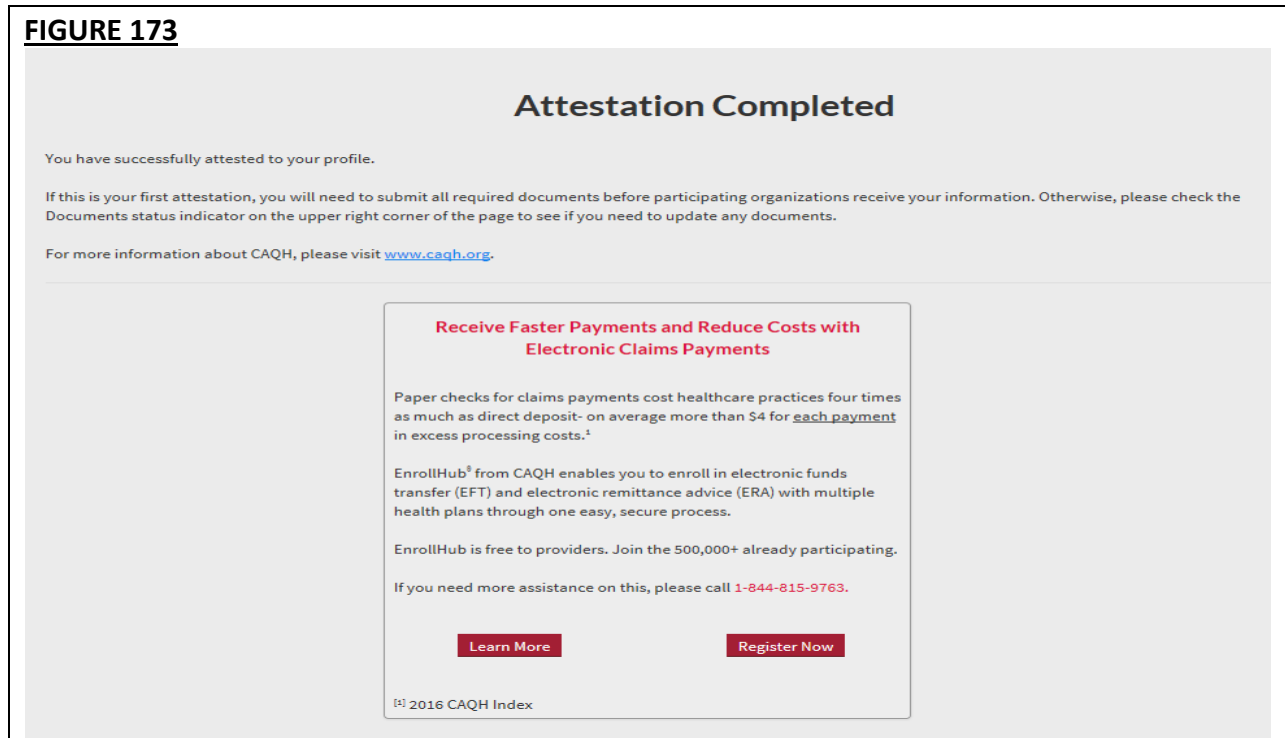 FIGURE 173
Attestation Completed
You have successfully attested to your profile.
If this is your first attestation, you will need to submit all required documents before participating organizations receive your information. Otherwise, please check the
Documents status indicator on the upper right corner of the page to see if you need to update any documents.
For more information about CAQH, please visit www.caqh.org.
Receive Faster Payments and Reduce Costs with
Electronic Claims Payments
Paper checks for claims payments cost healthcare practices four times
as much as direct deposit- on average more than $4 for each payment
in excess processing costs.¹
EnrollHub® from CAQH enables you to enroll in electronic funds
transfer (EFT) and electronic remittance advice (ERA) with multiple
health plans through one easy, secure process.
EnrollHub is free to providers. Join the 500,000+ already participating.
If you need more assistance on this, please call 1-844-815-9763.
Learn More
Register Now
[1] 2016 CAQH Index